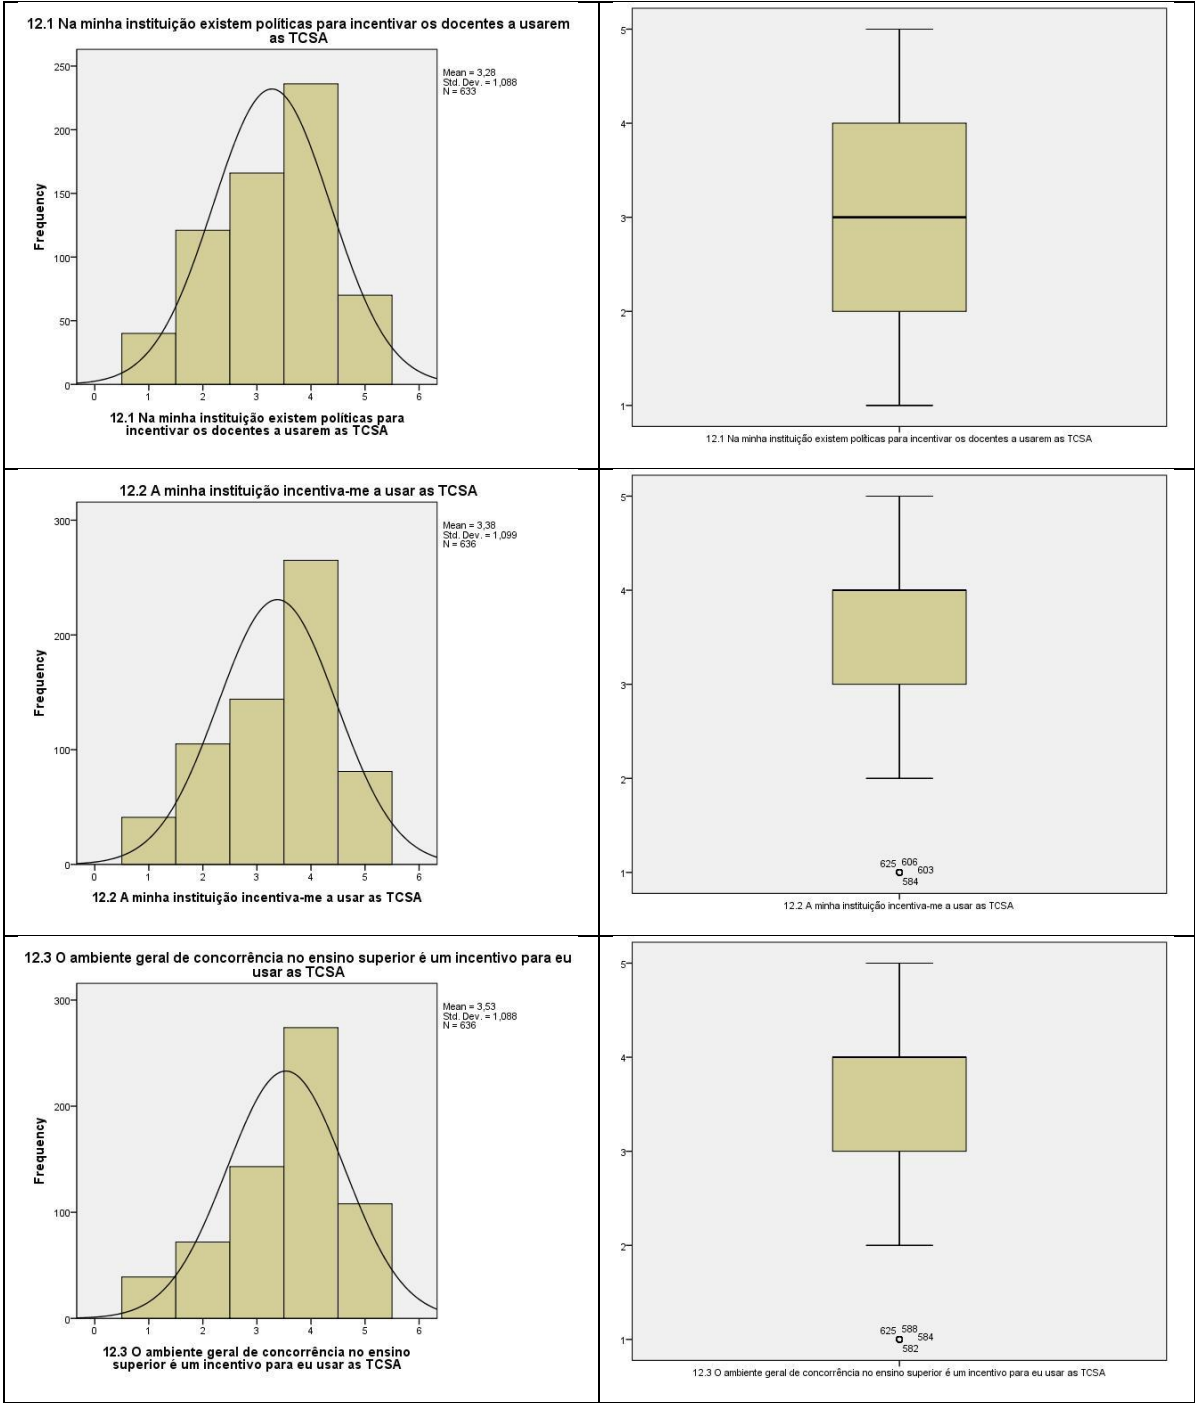 12.1 Na minha instituição existem políticas para incentivar os docentes a usarem
as TCSA
Mean = 3,28
Std. Dev. = 1,088
N = 633
Frequency
250
200
150
100
50
0
0 1 2 3 4 5 6
12.1 Na minha instituição existem políticas para
incentivar os docentes a usarem as TCSA
5
4
3
2
1
12.1 Na minha instituição existem políticas para incentivar os docentes a usarem as TCSA
12.2 A minha instituição incentiva-me a usar as TCSA
Mean = 3,38
Std. Dev. = 1,099
N = 636
Frequency
300
200
100
0
0 1 2 3 4 5 6
12.2 A minha instituição incentiva-me a usar as TCSA
5
4
3
2
1
625 606
603
584
12.2 A minha instituição incentiva-me a usar as TCSA
12.3 O ambiente geral de concorrência no ensino superior é um incentivo para eu
usar as TCSA
Mean = 3,53
Std. Dev. = 1,088
N = 636
Frequency
300
200
100
0
0 1 2 3 4 5 6
12.3 O ambiente geral de concorrência no ensino
superior é um incentivo para eu usar as TCSA
5
4
3
2
1
625 588
584
582
12.3 O ambiente geral de concorrência no ensino superior é um incentivo para eu usar as TCSA